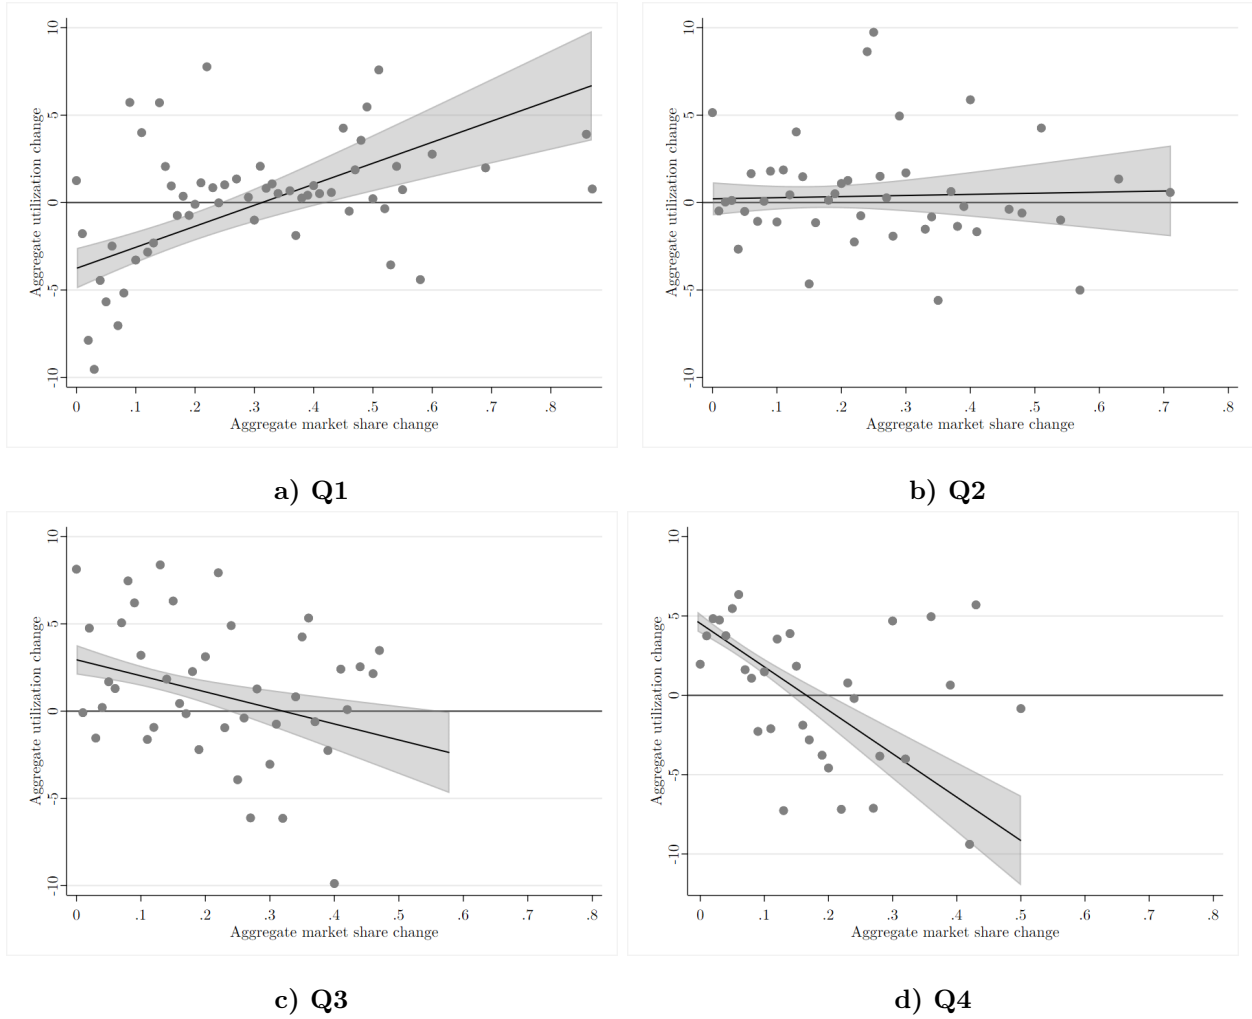 10
5
0
-5
-10
Aggregate utilization change
0 .1 .2 .3 .4 .5 .6 .7 .8
Aggregate market share change
a) Q1
10
5
0
-5
-10
Aggregate utilization change
0 .1 .2 .3 .4 .5 .6 .7 .8
Aggregate market share change
b) Q2
10
5
0
-5
-10
Aggregate utilization change
0 .1 .2 .3 .4 .5 .6 .7 .8
Aggregate market share change
c) Q3
10
5
0
-5
-10
Aggregate utilization change
0 .1 .2 .3 .4 .5 .6 .7 .8
Aggregate market share change
d) Q4